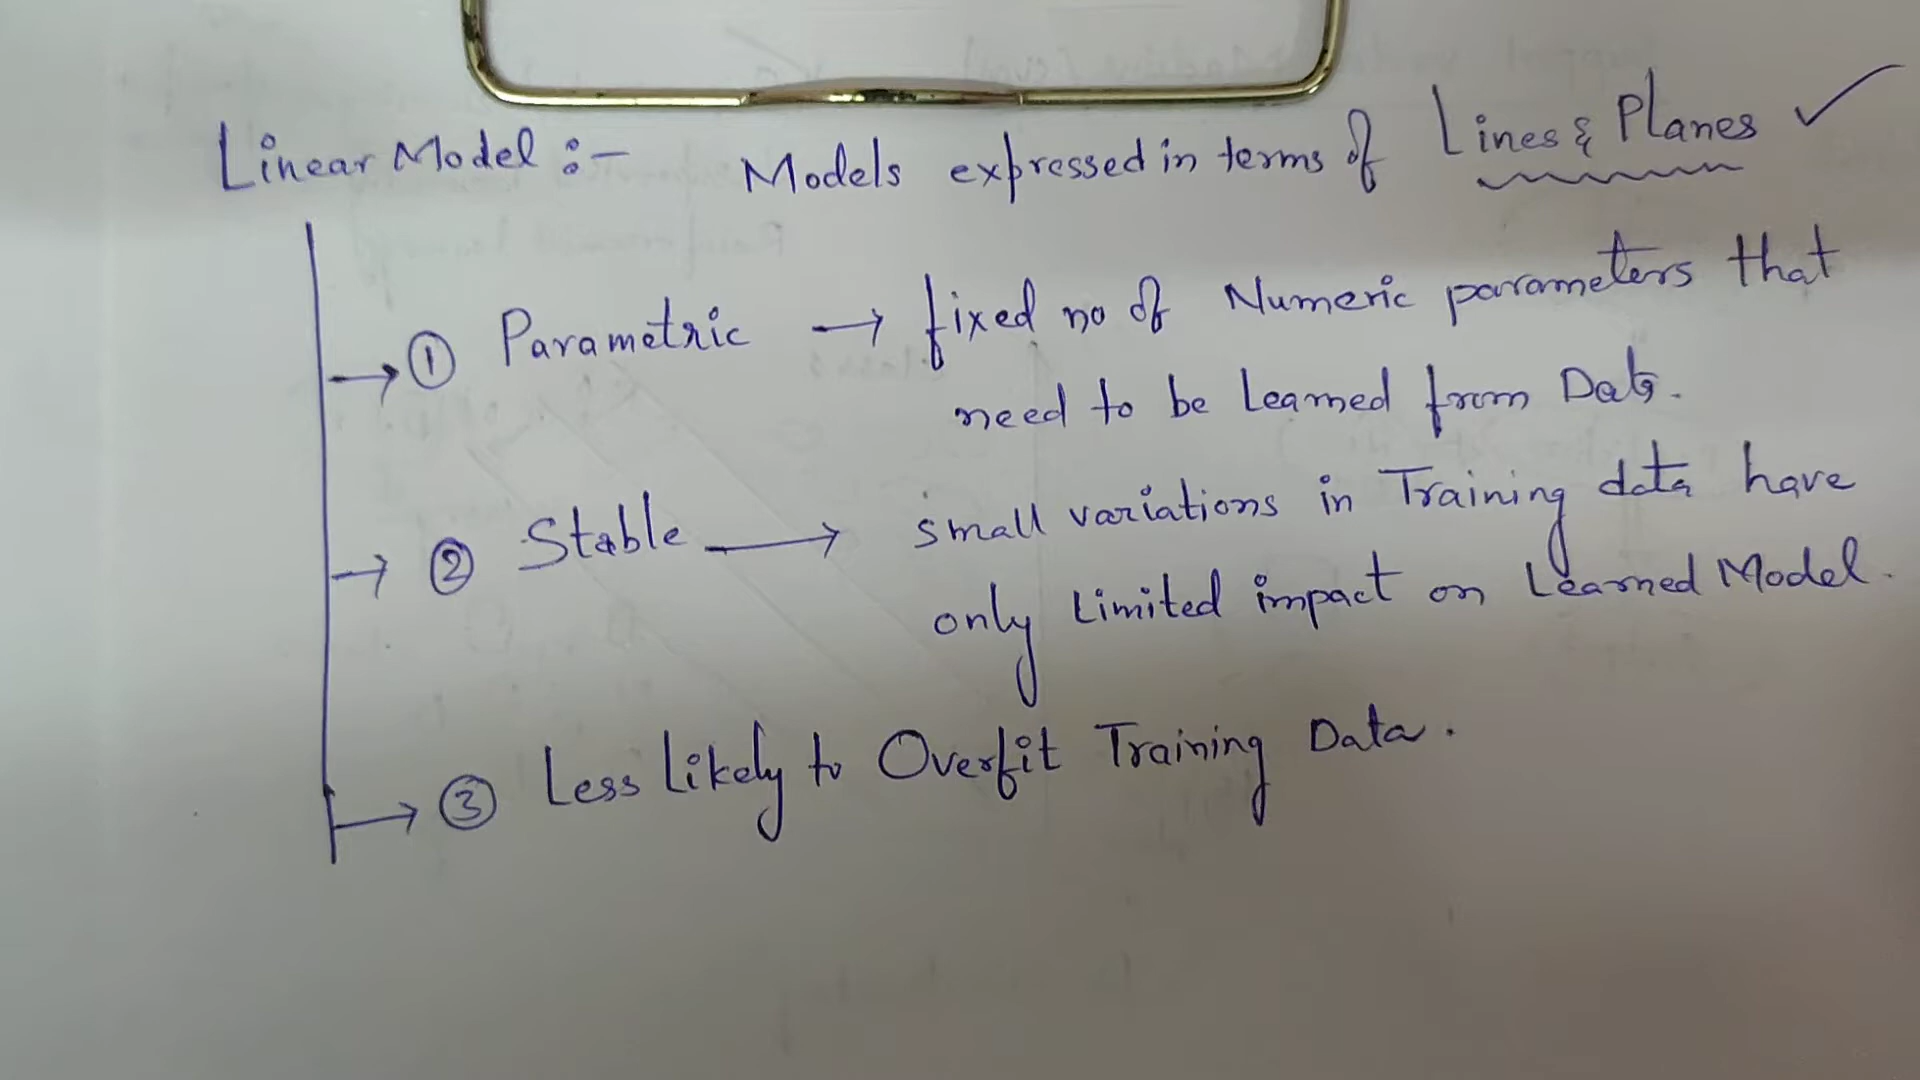 Linear Model :- Models expressed in terms of Lines & Planes ✓
→ ① Parametric → fixed no of Numeric parameters that
need to be Learned from Data.
→ ② Stable → small variations in Training data have
only Limited impact on Learned Model.
→ ③ Less Likely to Overfit Training Data.